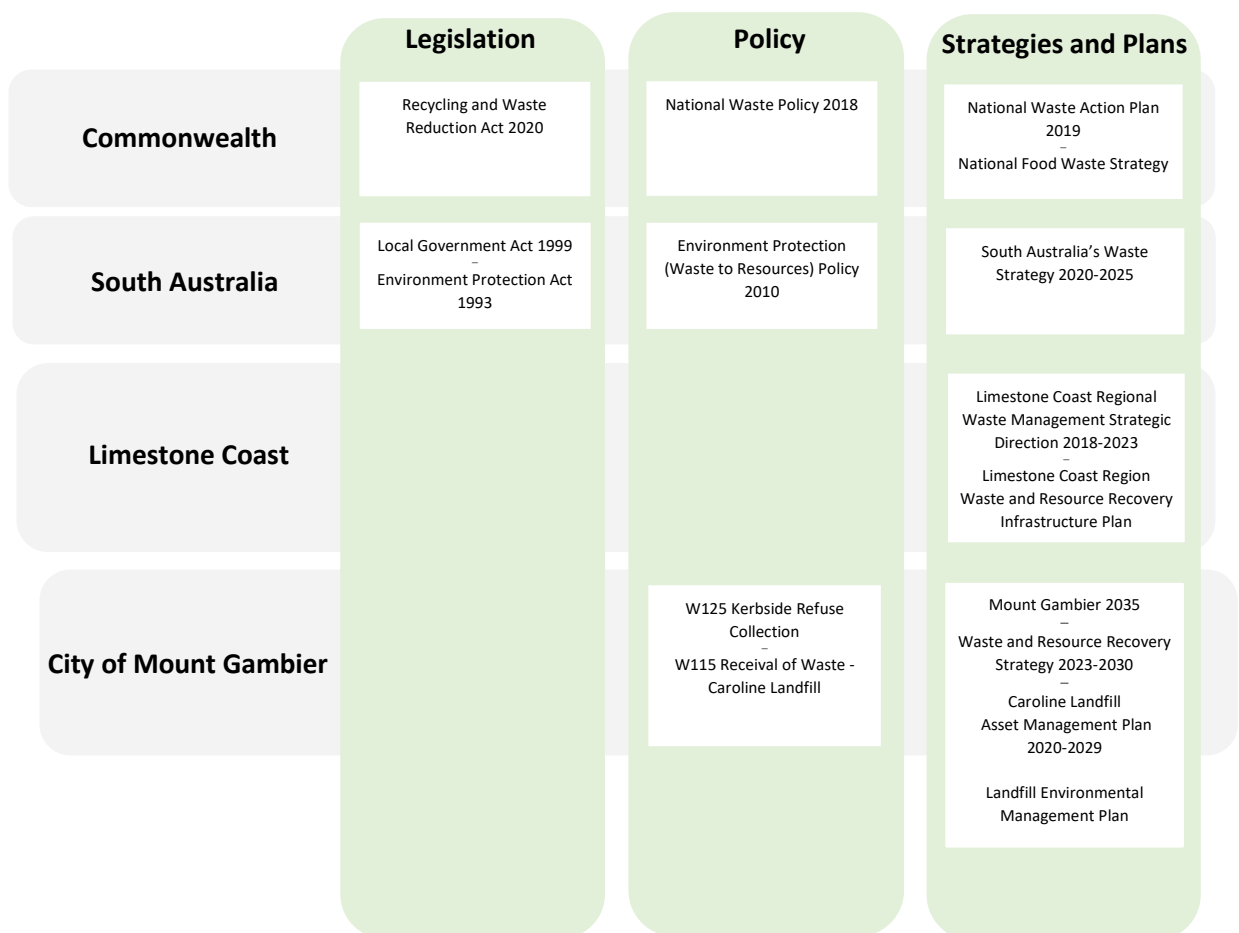 Legislation
Policy
Strategies and Plans
Commonwealth
Recycling and Waste
Reduction Act 2020
National Waste Policy 2018
National Waste Action Plan
2019
–
National Food Waste Strategy
South Australia
Local Government Act 1999
–
Environment Protection Act
1993
Environment Protection
(Waste to Resources) Policy
2010
South Australia’s Waste
Strategy 2020-2025
Limestone Coast
Limestone Coast Regional
Waste Management Strategic
Direction 2018-2023
–
Limestone Coast Region
Waste and Resource Recovery
Infrastructure Plan
City of Mount Gambier
W125 Kerbside Refuse
Collection
–
W115 Receival of Waste -
Caroline Landfill
Mount Gambier 2035
–
Waste and Resource Recovery
Strategy 2023-2030
–
Caroline Landfill
Asset Management Plan
2020-2029
Landfill Environmental
Management Plan